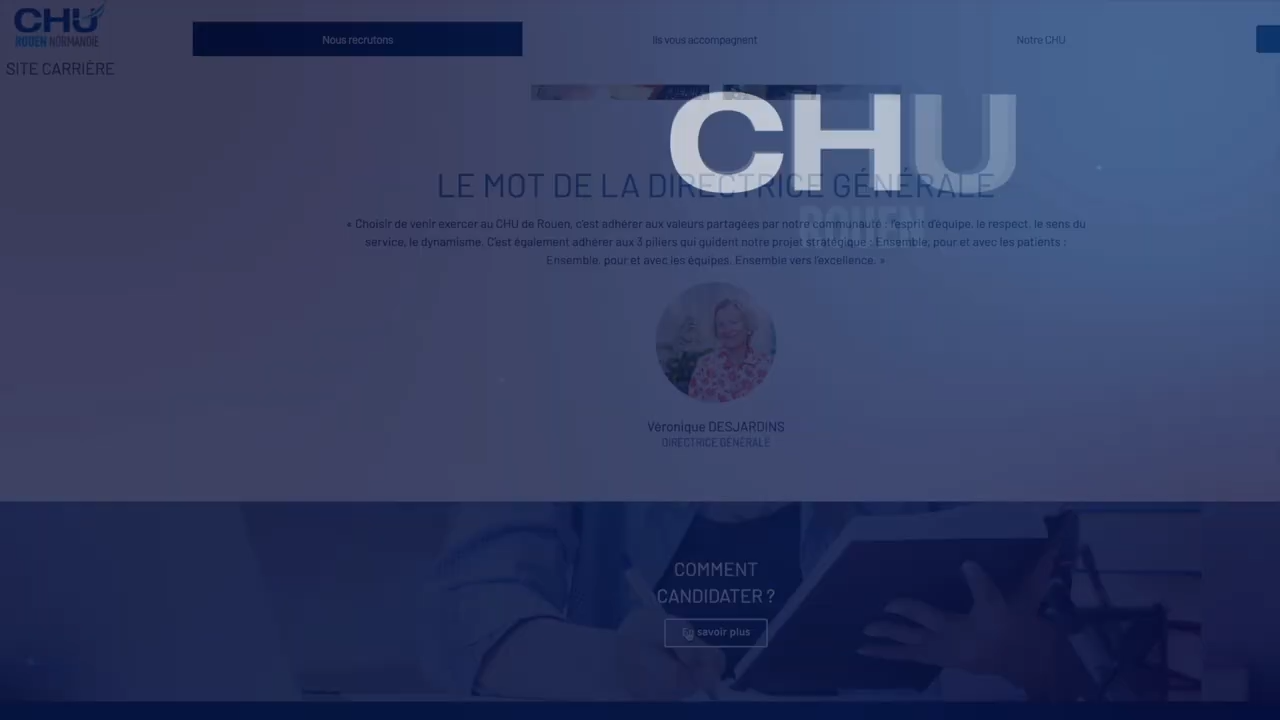 CHU
ROUEN NORMANDIE
SITE CARRIÈRE
Nous recrutons
Ils vous accompagnent
Notre CHU
CHU
ROUEN
LE MOT DE LA DIRECTRICE GÉNÉRALE
« Choisir de venir exercer au CHU de Rouen, c'est adhérer aux valeurs partagées par notre communauté : l'esprit d'équipe, le respect, le sens du
service, le dynamisme. C'est également adhérer aux 3 piliers qui guident notre projet stratégique : Ensemble, pour et avec les patients ;
Ensemble, pour et avec les équipes. Ensemble vers l'excellence. »
Véronique DESJARDINS
DIRECTRICE GÉNÉRALE
COMMENT
CANDIDATER ?
En savoir plus